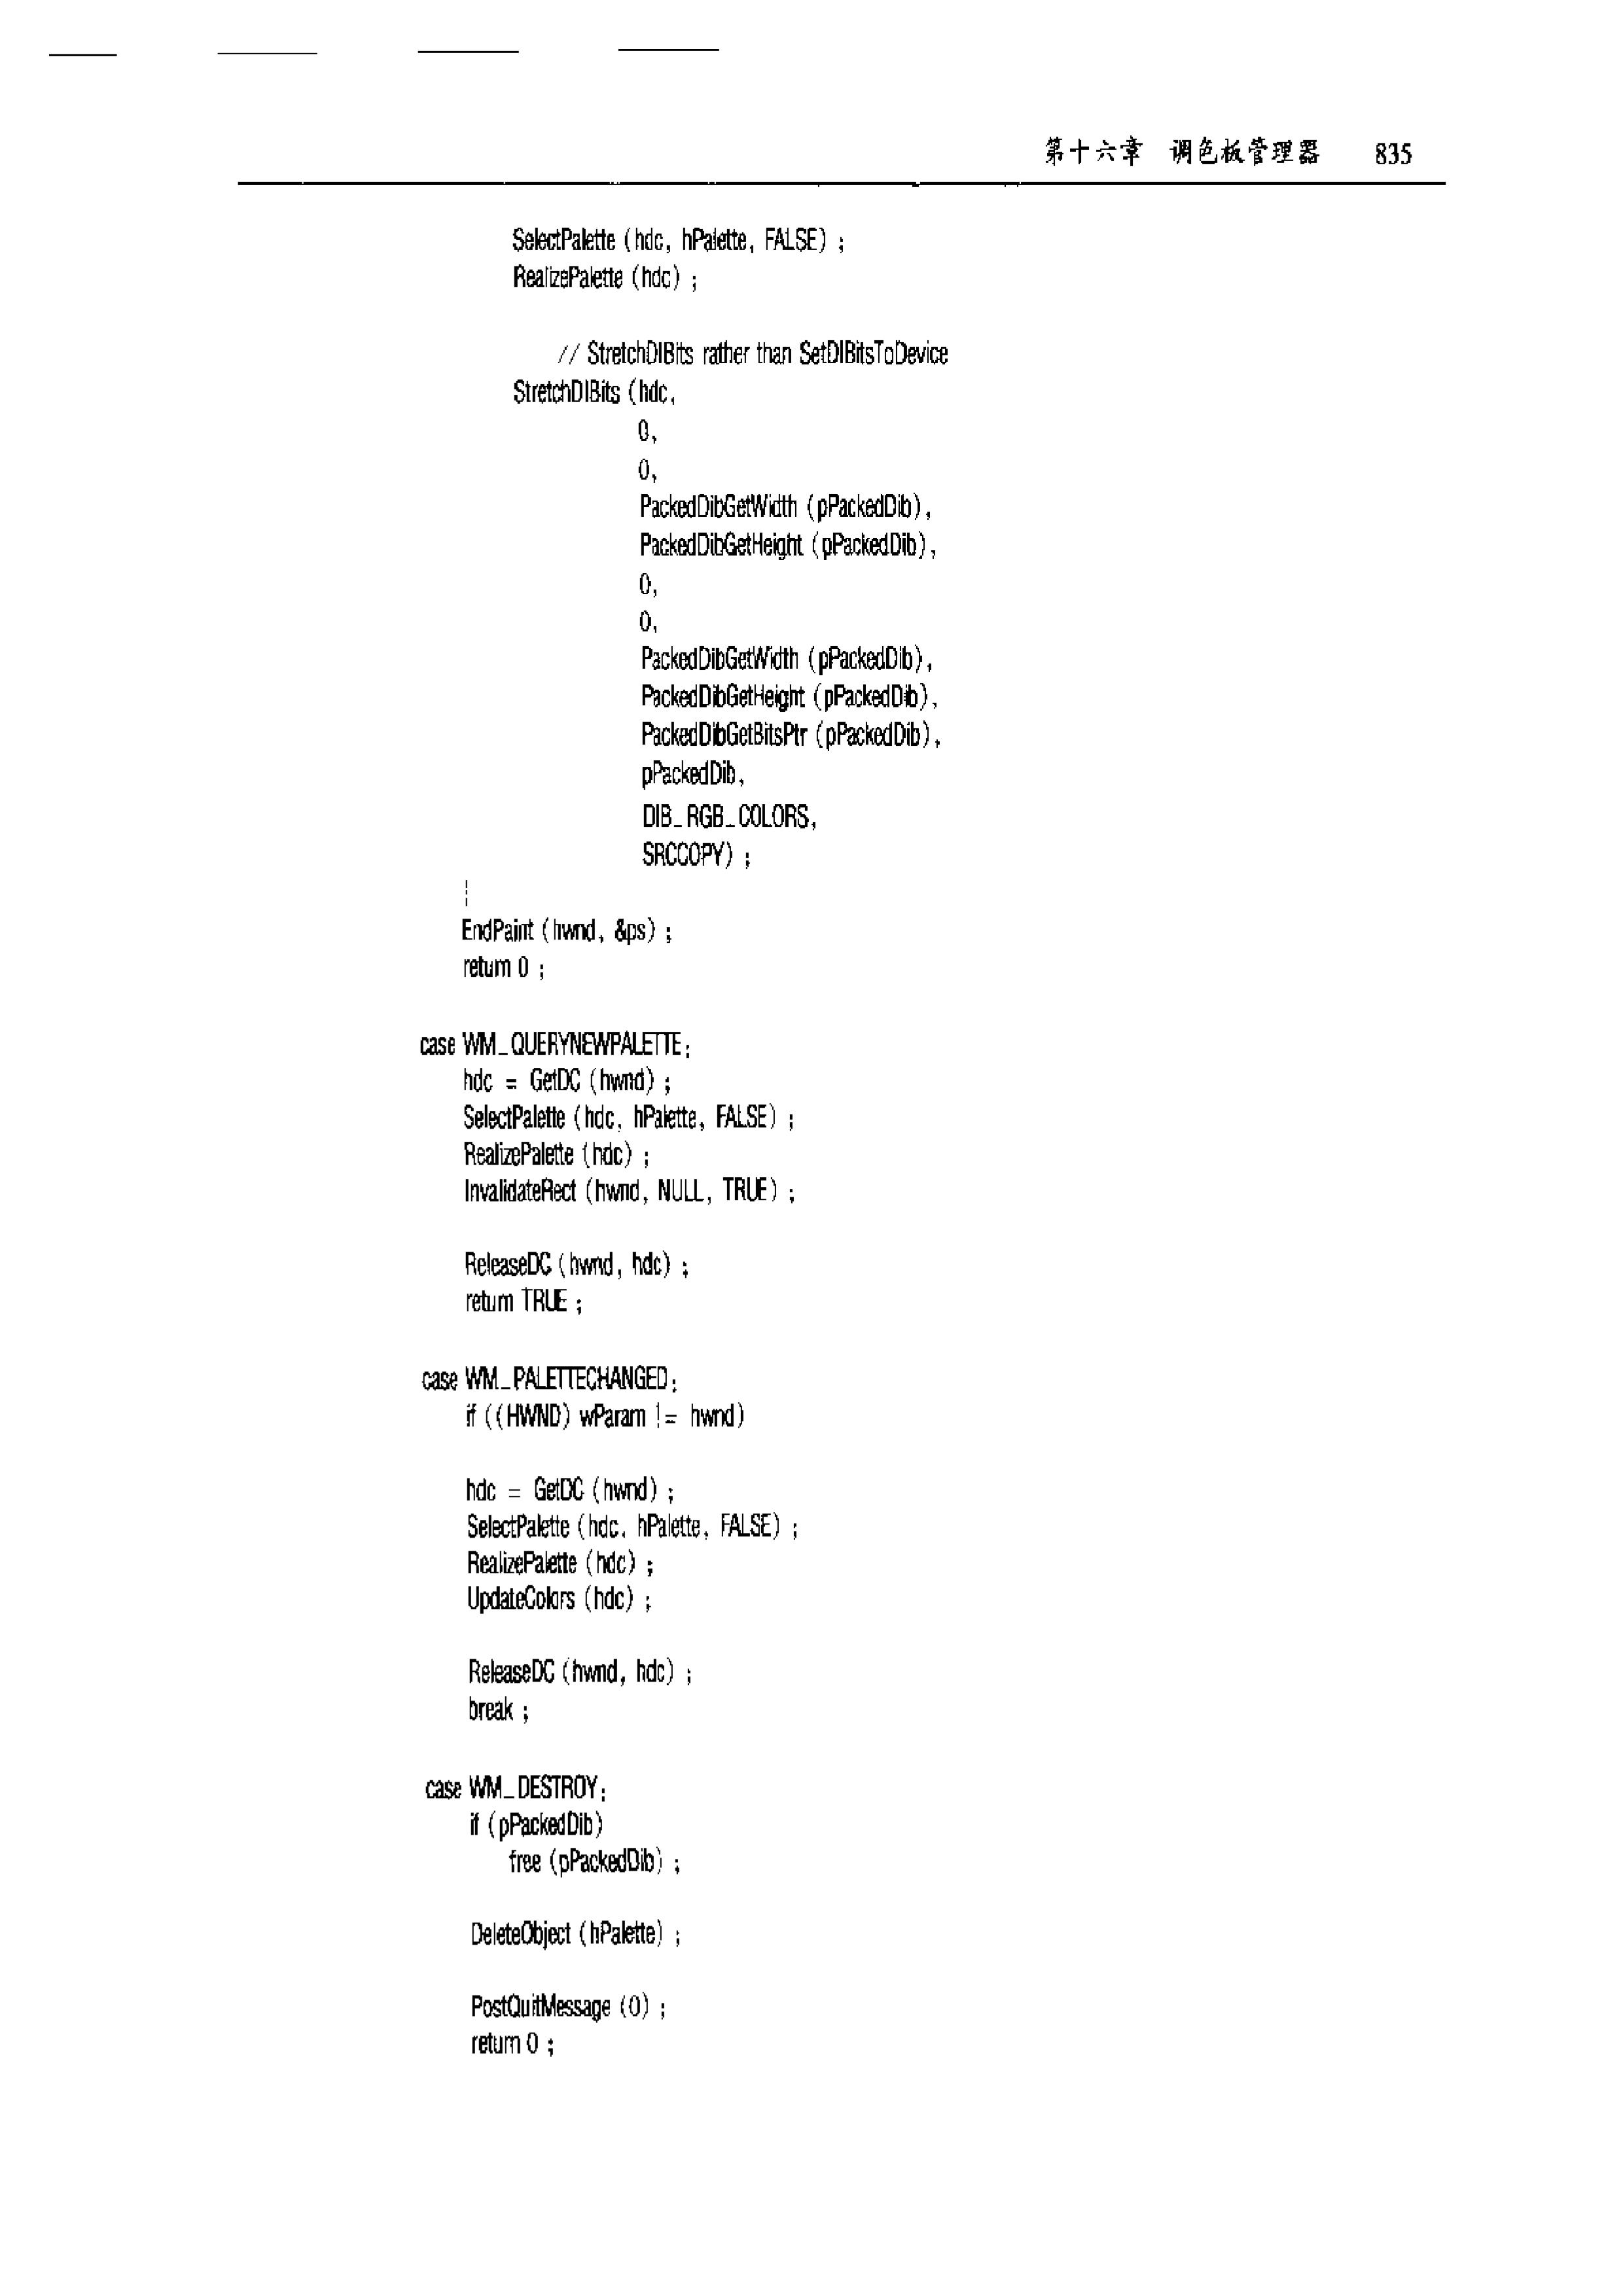 第十六章 调色板管理器 835
SelectPalette (hdc, hPalette, FALSE) ;
RealizePalette (hdc) ;
// StretchDIBits rather than SetDIBitsToDevice
StretchDIBits (hdc,
0,
0,
PackedDibGetWidth (pPackedDib),
PackedDibGetHeight (pPackedDib),
0,
0,
PackedDibGetWidth (pPackedDib),
PackedDibGetHeight (pPackedDib),
PackedDibGetBitsPtr (pPackedDib),
pPackedDib,
DIB_RGB_COLORS,
SRCCOPY) ;
}
EndPaint (hwnd, &ps) ;
return 0 ;
case WM_QUERYNEWPALETTE:
hdc = GetDC (hwnd) ;
SelectPalette (hdc, hPalette, FALSE) ;
RealizePalette (hdc) ;
InvalidateRect (hwnd, NULL, TRUE) ;
ReleaseDC (hwnd, hdc) ;
return TRUE ;
case WM_PALETTECHANGED:
if ((HWND) wParam != hwnd)
hdc = GetDC (hwnd) ;
SelectPalette (hdc, hPalette, FALSE) ;
RealizePalette (hdc) ;
UpdateColors (hdc) ;
ReleaseDC (hwnd, hdc) ;
break ;
case WM_DESTROY:
if (pPackedDib)
free (pPackedDib) ;
DeleteObject (hPalette) ;
PostQuitMessage (0) ;
return 0 ;